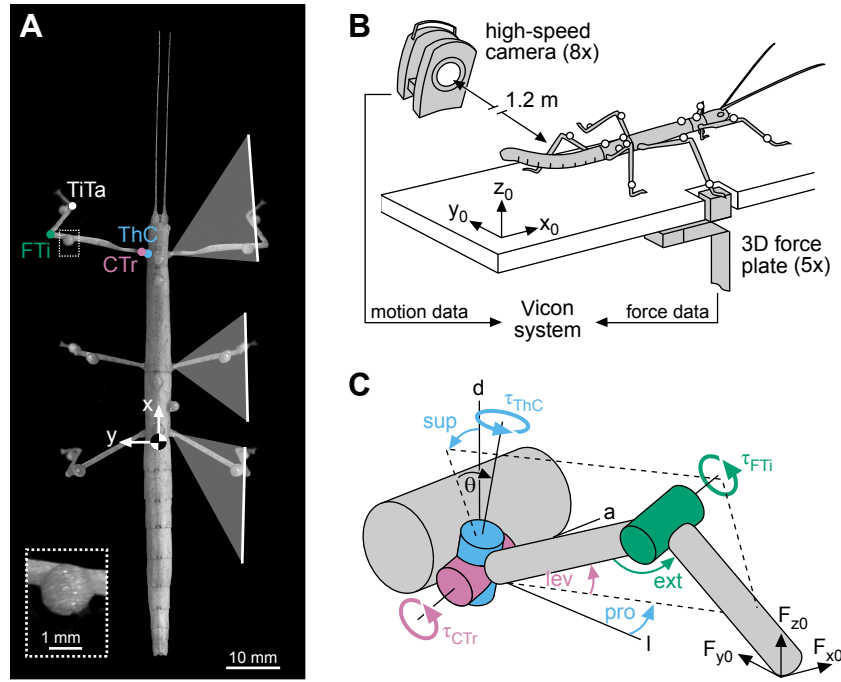 A
TiTa
FTi
ThC
CTr
x
y
1 mm
10 mm
B
high-speed
camera (8x)
1.2 m
z0
y0
x0
3D force
plate (5x)
motion data
Vicon
system
force data
C
d
τThC
sup
θ
τFTi
a
lev
ext
pro
τCTr
l
Fz0
Fy0
Fx0